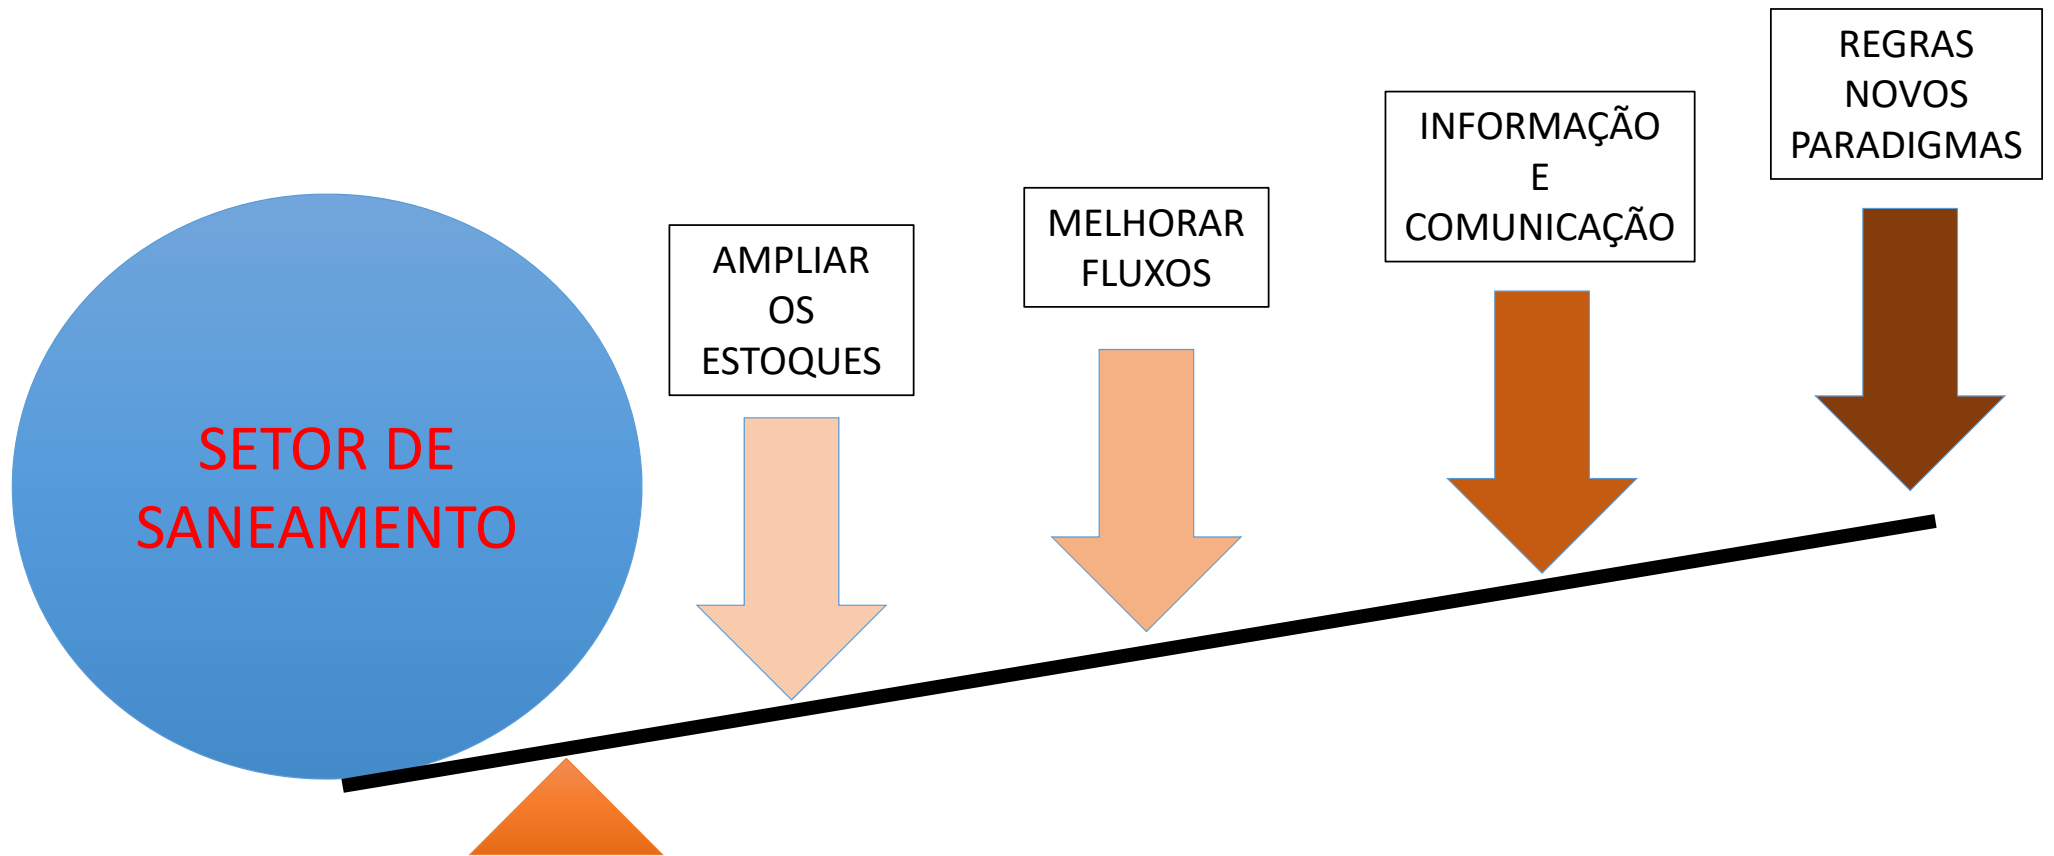 SETOR DE
SANEAMENTO
AMPLIAR
OS
ESTOQUES
MELHORAR
FLUXOS
INFORMAÇÃO
E
COMUNICAÇÃO
REGRAS
NOVOS
PARADIGMAS